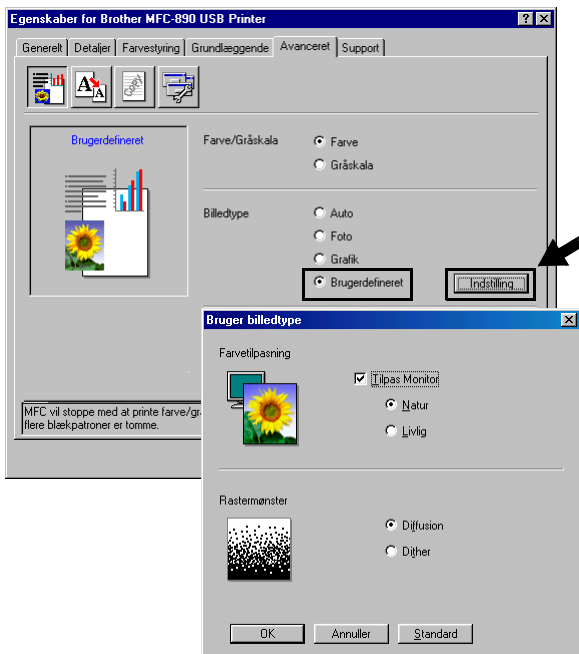 Egenskaber for Brother MFC-890 USB Printer
Generelt Detaljer Farvestyring Grundlæggende Avanceret Support
Brugerdefineret
Farve/Gråskala
Farve
Gråskala
Billedtype
Auto
Foto
Grafik
Brugerdefineret
Indstilling
MFC vil stoppe med at printe farve/gr
flere blækpatroner er tomme.
Bruger billedtype
Farvetilpasning
Tilpas Monitor
Natur
Livlig
Rastermønster
Diffusion
Dither
OK Annuller Standard